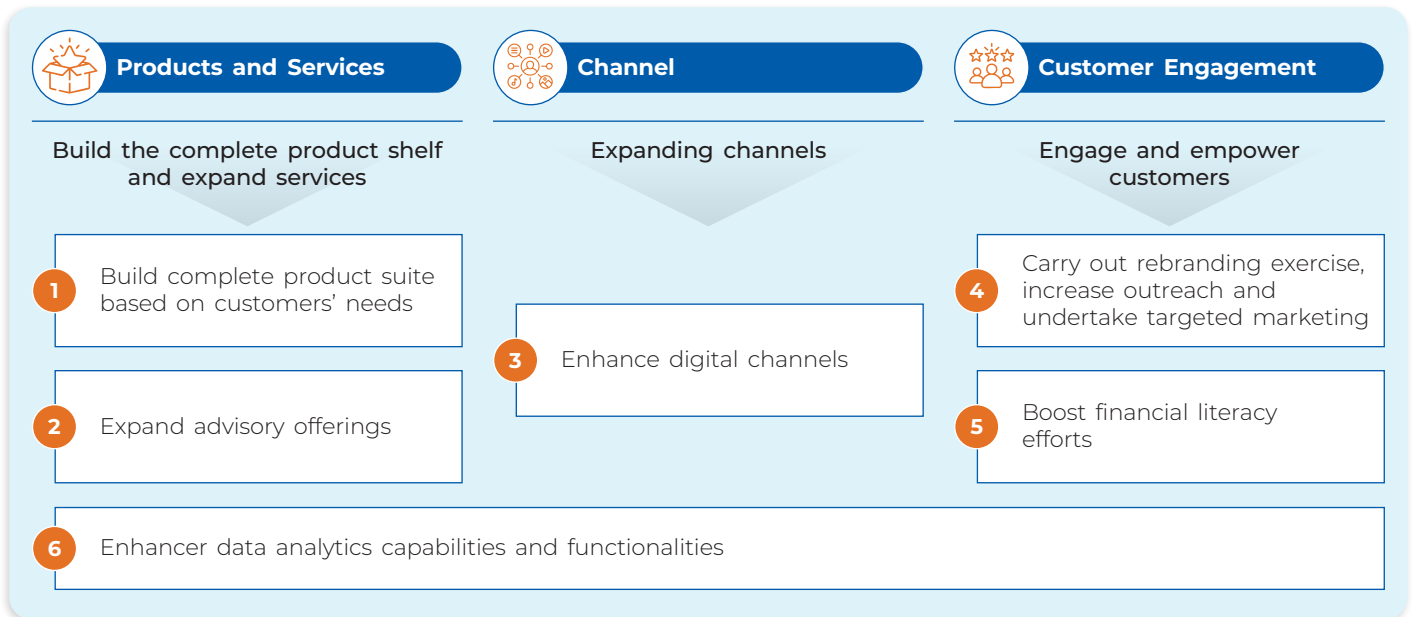 Products and Services
Build the complete product shelf
and expand services
1
Build complete product suite
based on customers’ needs
2
Expand advisory offerings
Channel
Expanding channels
3
Enhance digital channels
Customer Engagement
Engage and empower
customers
4
Carry out rebranding exercise,
increase outreach and
undertake targeted marketing
5
Boost financial literacy
efforts
6
Enhancer data analytics capabilities and functionalities